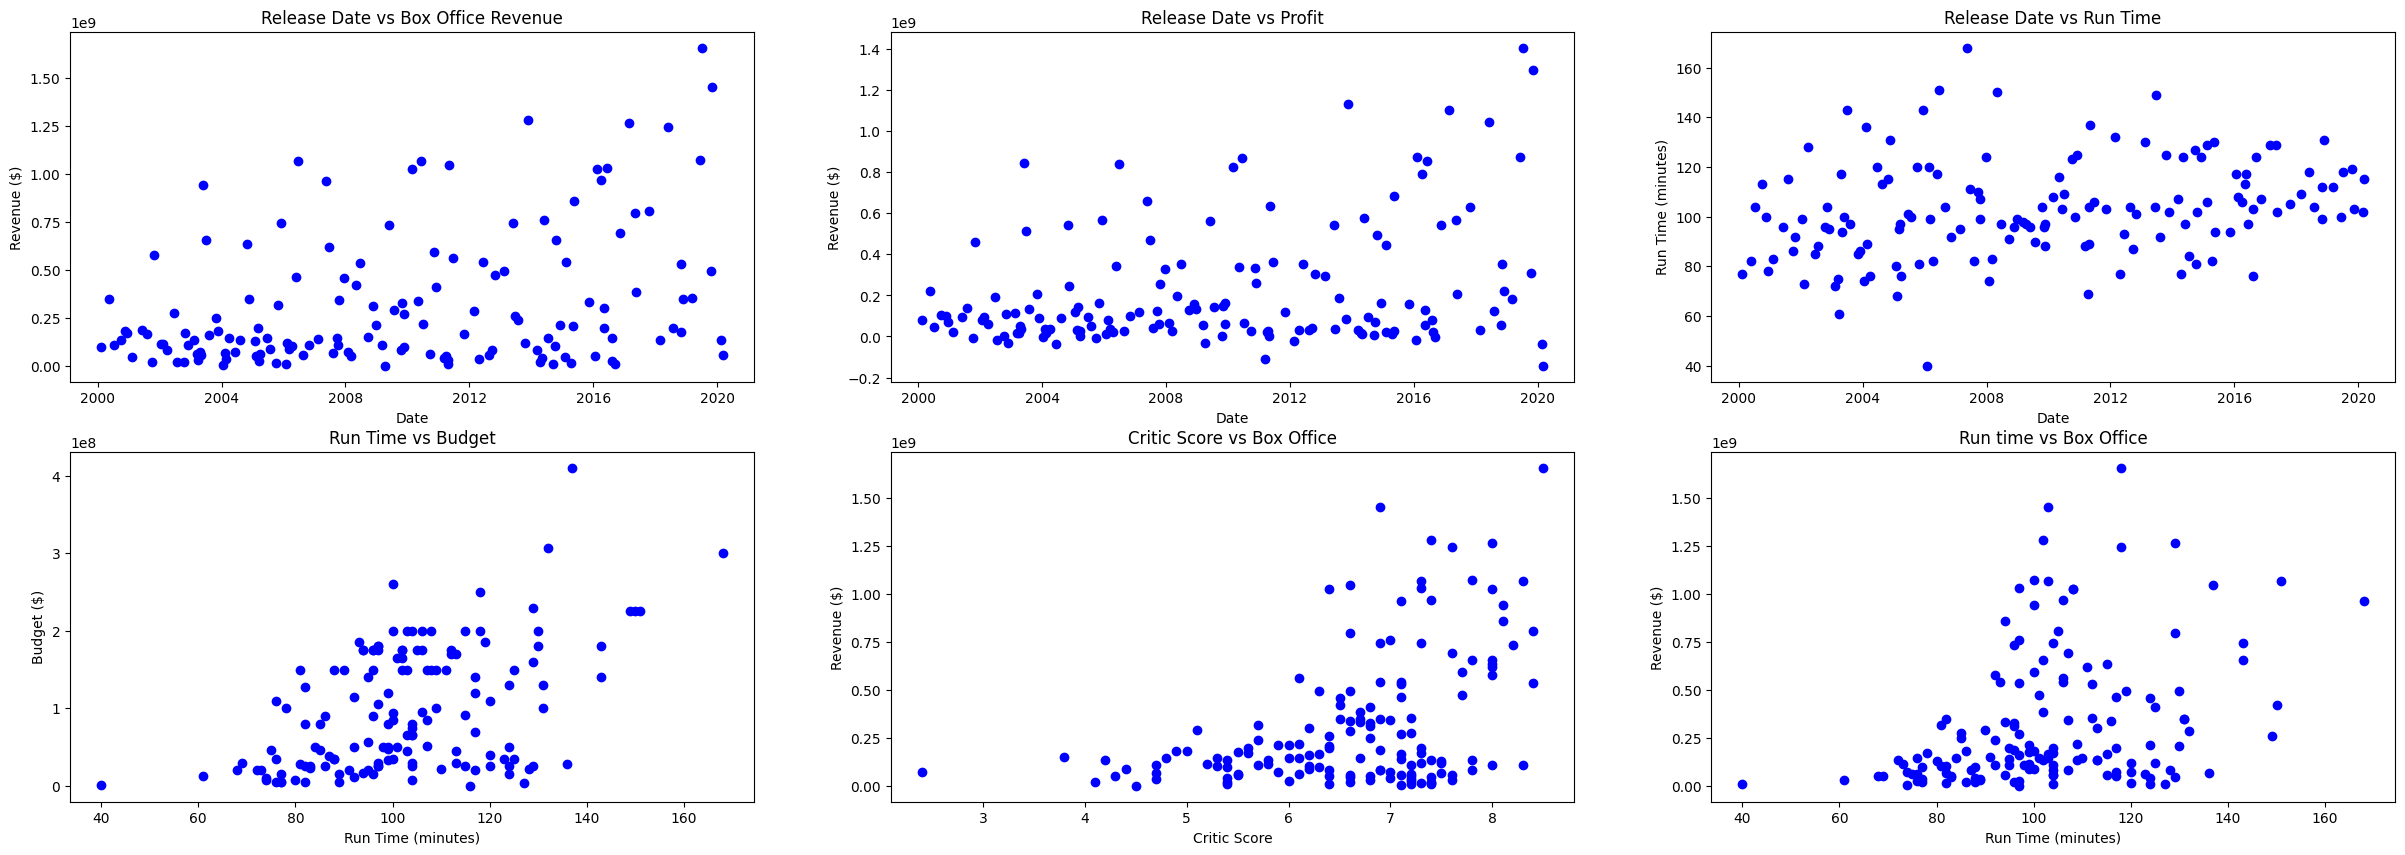 Release Date vs Box Office Revenue
1e9
1.50
1.25
1.00
0.75
0.50
0.25
0.00
Revenue ($)
2000 2004 2008 2012 2016 2020
Date
Release Date vs Profit
1e9
1.4
1.2
1.0
0.8
0.6
0.4
0.2
0.0
−0.2
Revenue ($)
2000 2004 2008 2012 2016 2020
Date
Release Date vs Run Time
160
140
120
100
80
60
40
Run Time (minutes)
2000 2004 2008 2012 2016 2020
Date
Run Time vs Budget
1e8
4
3
2
1
0
Budget ($)
40 60 80 100 120 140 160
Run Time (minutes)
Critic Score vs Box Office
1e9
1.50
1.25
1.00
0.75
0.50
0.25
0.00
Revenue ($)
3 4 5 6 7 8
Critic Score
Run time vs Box Office
1e9
1.50
1.25
1.00
0.75
0.50
0.25
0.00
Revenue ($)
40 60 80 100 120 140 160
Run Time (minutes)